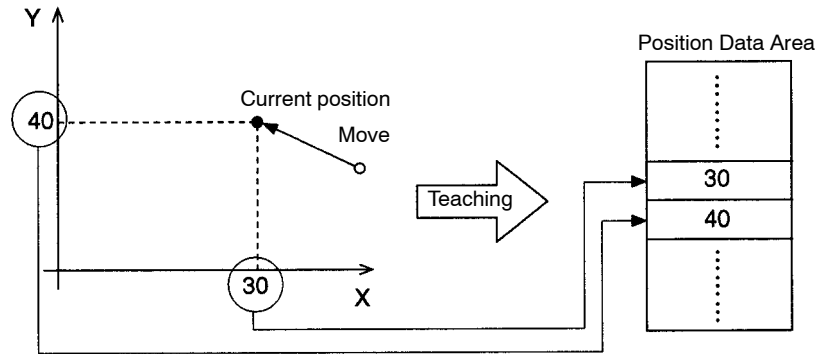 Y
Position Data Area
Current position
40
Move
30
Teaching
40
30
X